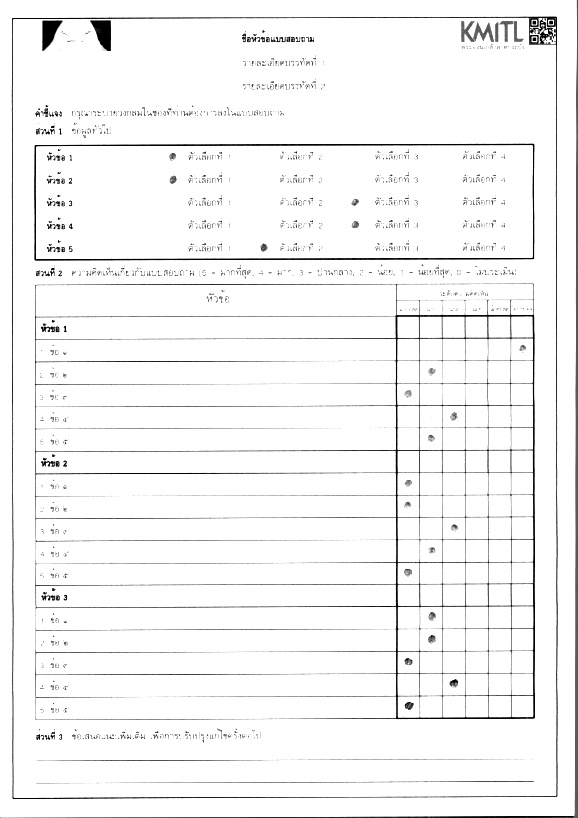 KMITL
ชื่อหัวข้อแบบสอบถาม
รายละเอียดบรรทัดที่ 1
รายละเอียดบรรทัดที่ 2
คำชี้แจง กรุณาระบายวงกลมในช่องที่ท่านต้องการลงในแบบสอบถาม
ส่วนที่ 1 ข้อมูลทั่วไป
หัวข้อ 1 ตัวเลือกที่ 1 ตัวเลือกที่ 2 ตัวเลือกที่ 3 ตัวเลือกที่ 4
หัวข้อ 2 ตัวเลือกที่ 1 ตัวเลือกที่ 2 ตัวเลือกที่ 3 ตัวเลือกที่ 4
หัวข้อ 3 ตัวเลือกที่ 1 ตัวเลือกที่ 2 ตัวเลือกที่ 3 ตัวเลือกที่ 4
หัวข้อ 4 ตัวเลือกที่ 1 ตัวเลือกที่ 2 ตัวเลือกที่ 3 ตัวเลือกที่ 4
หัวข้อ 5 ตัวเลือกที่ 1 ตัวเลือกที่ 2 ตัวเลือกที่ 3 ตัวเลือกที่ 4
ส่วนที่ 2 ความคิดเห็นเกี่ยวกับแบบสอบถาม (5 - มากที่สุด, 4 - มาก, 3 - ปานกลาง, 2 - น้อย, 1 - น้อยที่สุด, 0 - ไม่ประเมิน)
หัวข้อ ระดับความคิดเห็น
หัวข้อ 1
1 ข้อ ๑
2 ข้อ ๒
3 ข้อ ๓
4 ข้อ ๔
5 ข้อ ๕
หัวข้อ 2
1 ข้อ ๑
2 ข้อ ๒
3 ข้อ ๓
4 ข้อ ๔
5 ข้อ ๕
หัวข้อ 3
1 ข้อ ๑
2 ข้อ ๒
3 ข้อ ๓
4 ข้อ ๔
5 ข้อ ๕
ส่วนที่ 3 ข้อเสนอแนะเพิ่มเติม เพื่อการปรับปรุงแก้ไขครั้งต่อไป